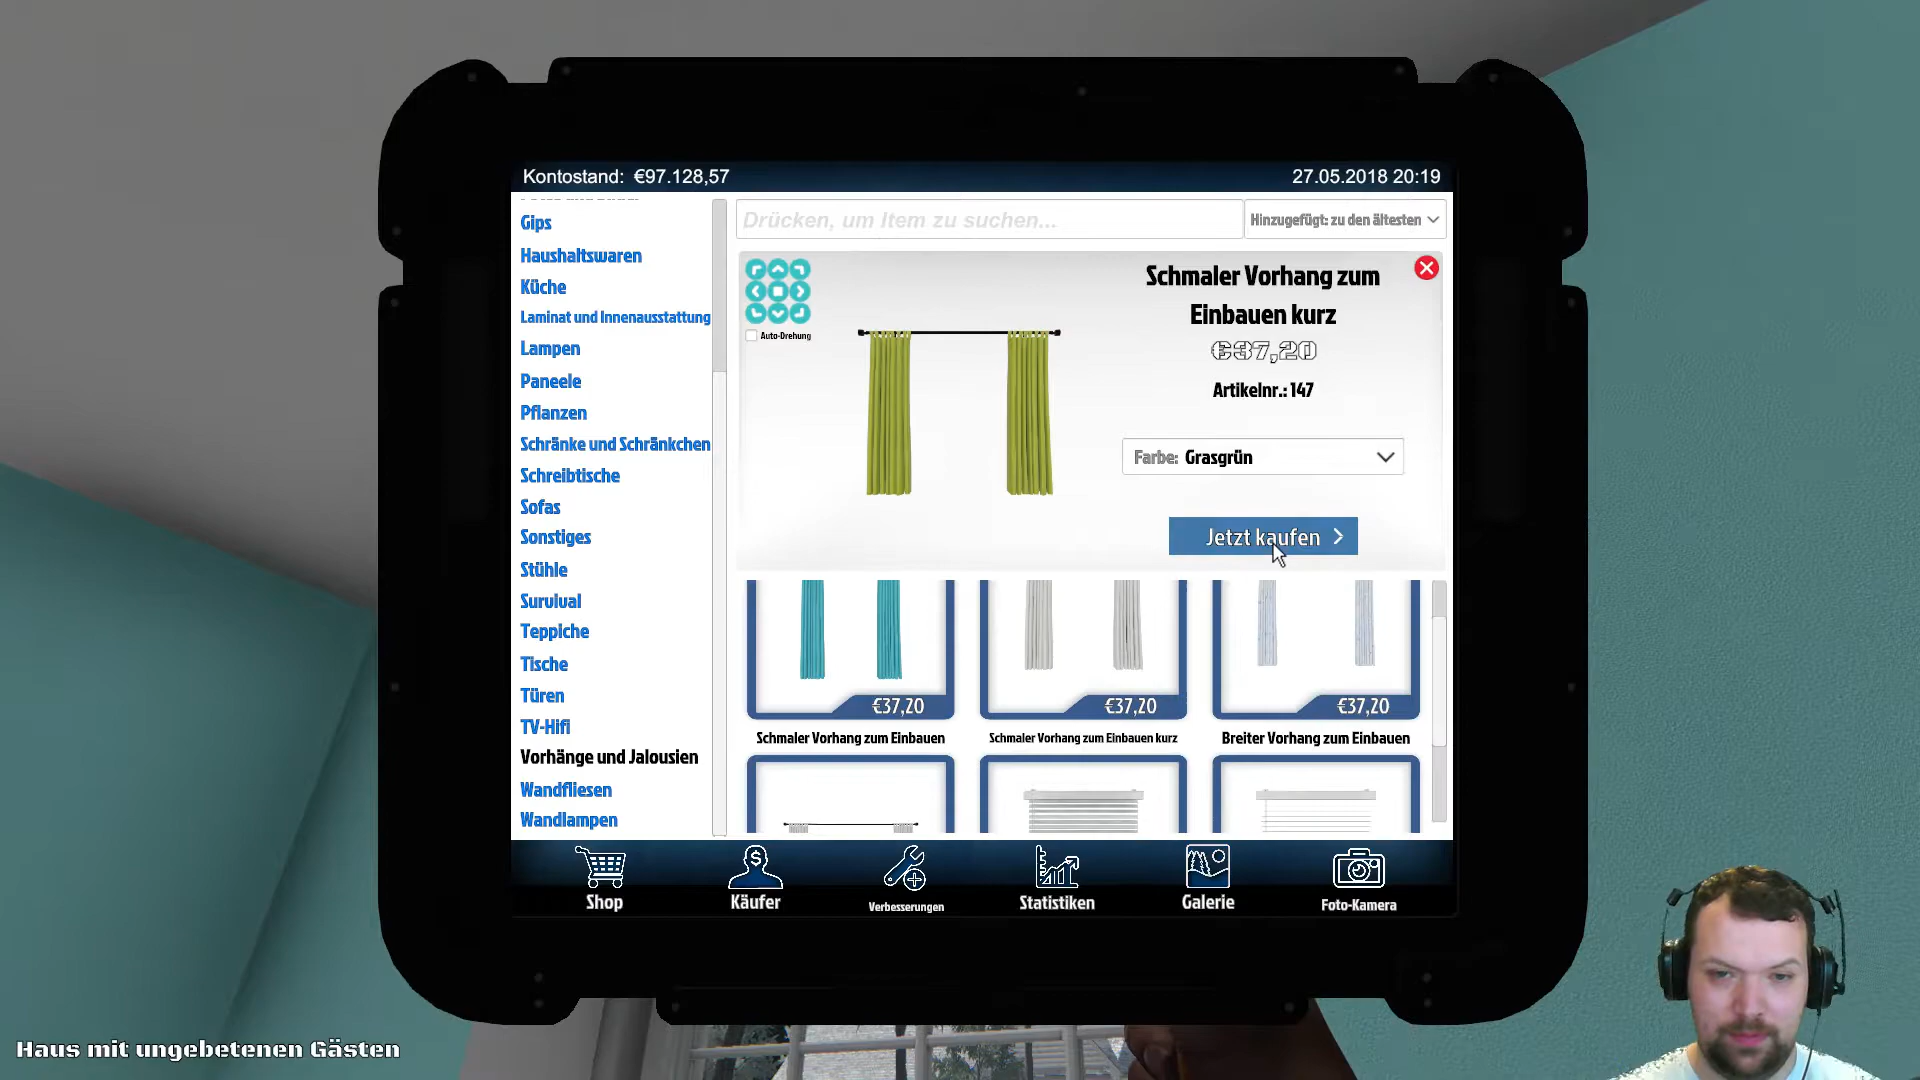 Kontostand: €97.128,57
27.05.2018 20:19
Gips
Haushaltswaren
Küche
Laminat und Innenausstattung
Lampen
Paneele
Pflanzen
Schränke und Schränkchen
Schreibtische
Sofas
Sonstiges
Stühle
Survival
Teppiche
Tische
Türen
TV-Hifi
Vorhänge und Jalousien
Wandfliesen
Wandlampen
Drücken, um Item zu suchen...
Hinzugefügt: zu den ältesten
Auto-Drehung
Schmaler Vorhang zum
Einbauen kurz
€37,20
Artikelnr.: 147
Farbe: Grasgrün
Jetzt kaufen
€37,20
€37,20
€37,20
Schmaler Vorhang zum Einbauen
Schmaler Vorhang zum Einbauen kurz
Breiter Vorhang zum Einbauen
Shop
Käufer
Verbesserungen
Statistiken
Galerie
Foto-Kamera
Haus mit ungebetenen Gästen